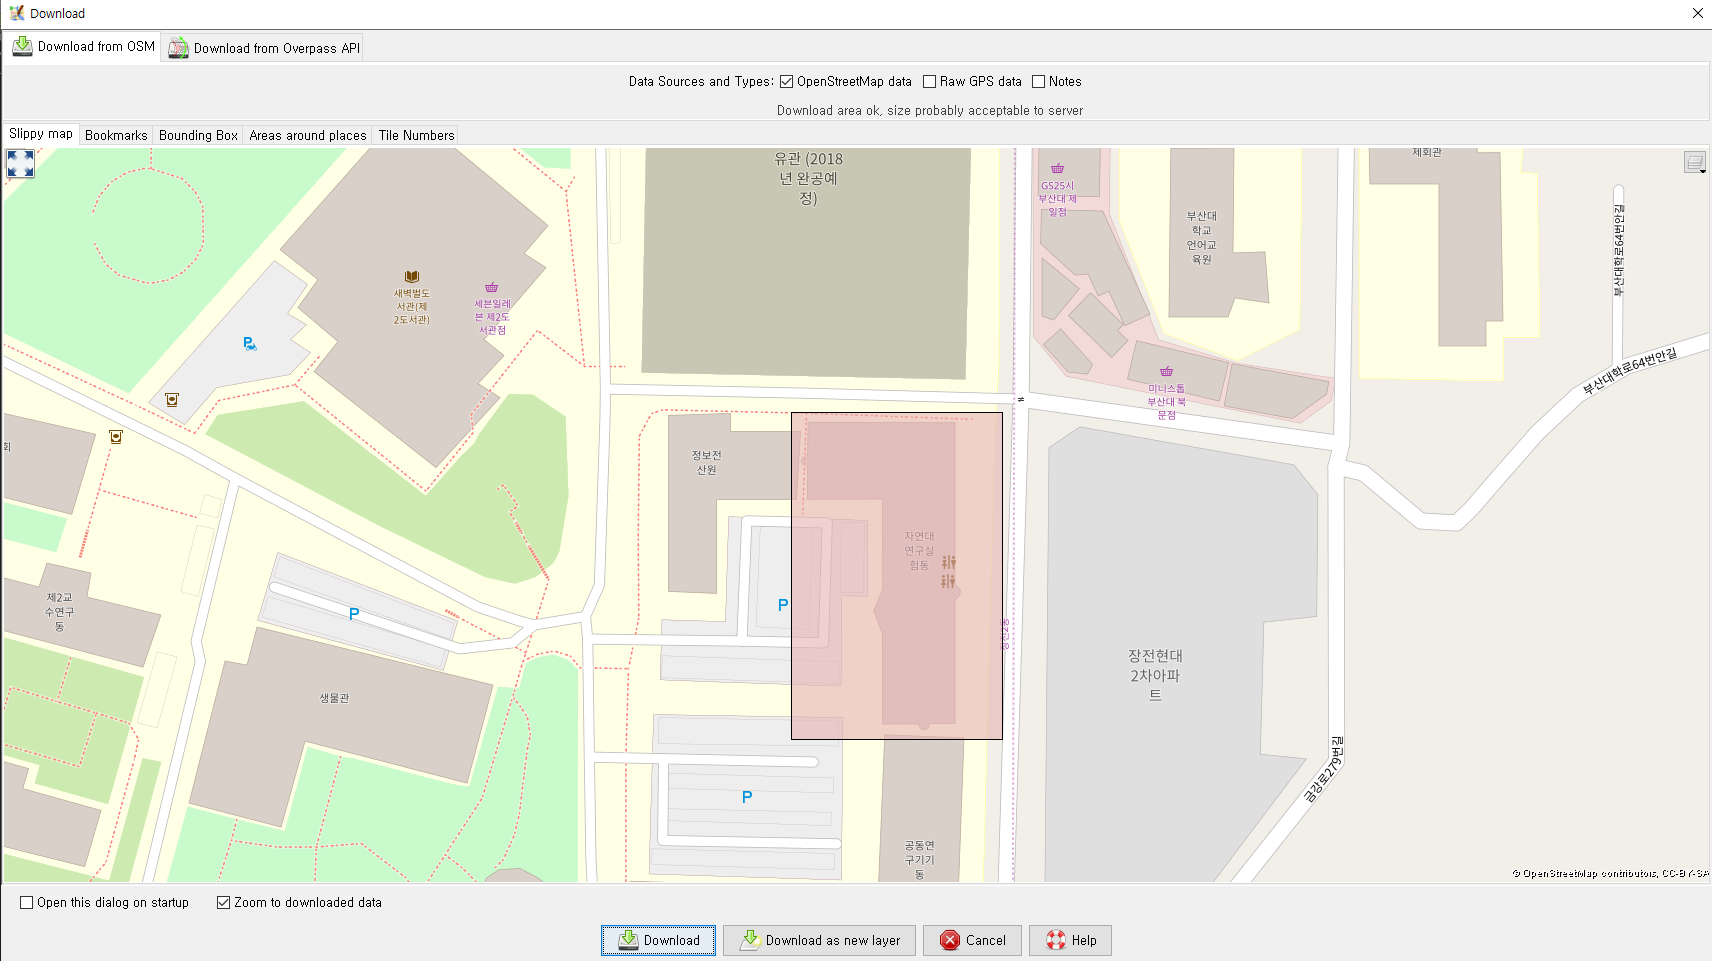 Download
Download from OSM
Download from Overpass API
Data Sources and Types:
OpenStreetMap data
Raw GPS data
Notes
Download area ok, size probably acceptable to server
Slippy map
Bookmarks
Bounding Box
Areas around places
Tile Numbers
유관 (2018
년 완공예
정)
제회관
GS25시
부산대 제
일점
부산대
학교
언어교
육원
부산대학로64번안길
새벽벌도
서관(제
2도서관)
세븐일레
븐 제2도
서관점
P
부산대학로64번안길
미니스톱
부산대 북
문점
회
정보전
산원
자연대
연구실
험동
제2교
수연구
동
P
P
장전2동
장전현대
2차아파
트
생물관
금강로279번길
P
공동연
구기기
동
© OpenStreetMap contributors, CC-BY-SA
Open this dialog on startup
Zoom to downloaded data
Download
Download as new layer
Cancel
Help